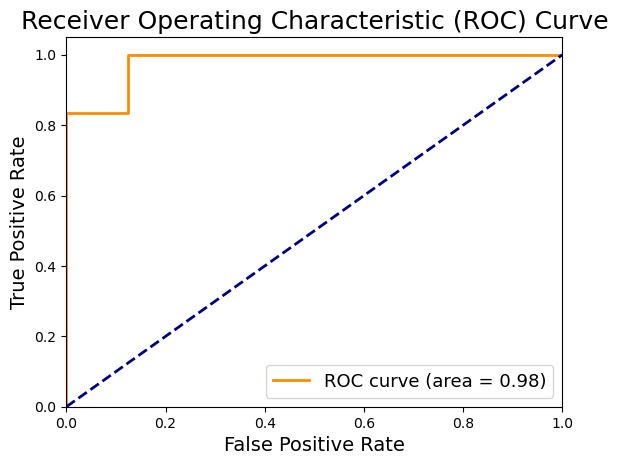 Receiver Operating Characteristic (ROC) Curve
1.0
0.8
0.6
0.4
0.2
0.0
True Positive Rate
ROC curve (area = 0.98)
0.0 0.2 0.4 0.6 0.8 1.0
False Positive Rate